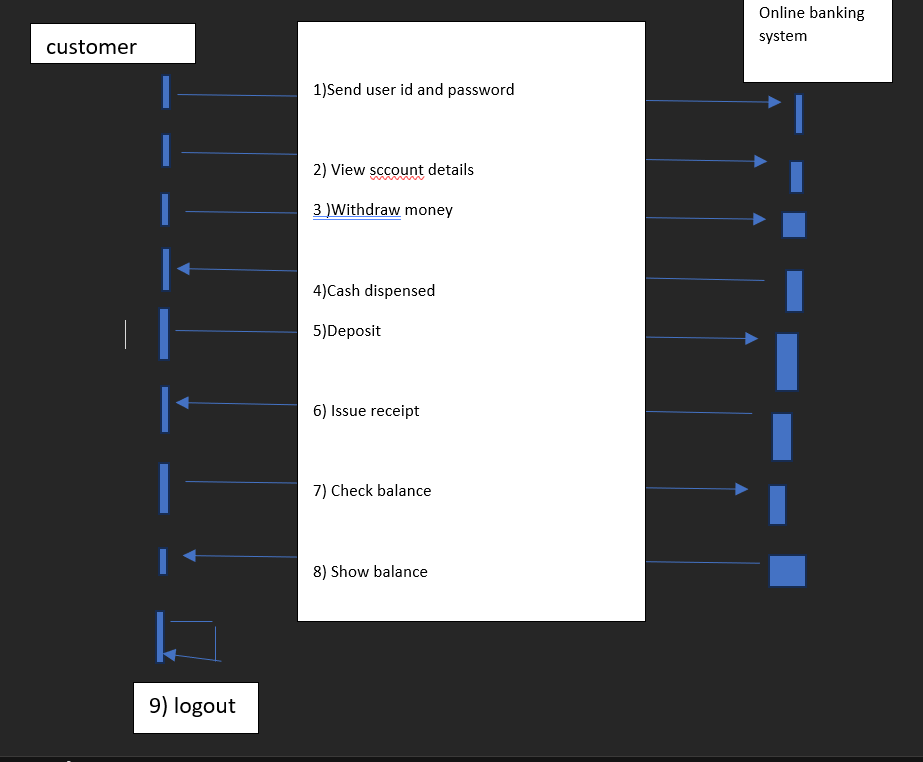 customer
Online banking
system
1)Send user id and password
2) View sccount details
3 )Withdraw money
4)Cash dispensed
5)Deposit
6) Issue receipt
7) Check balance
8) Show balance
9) logout